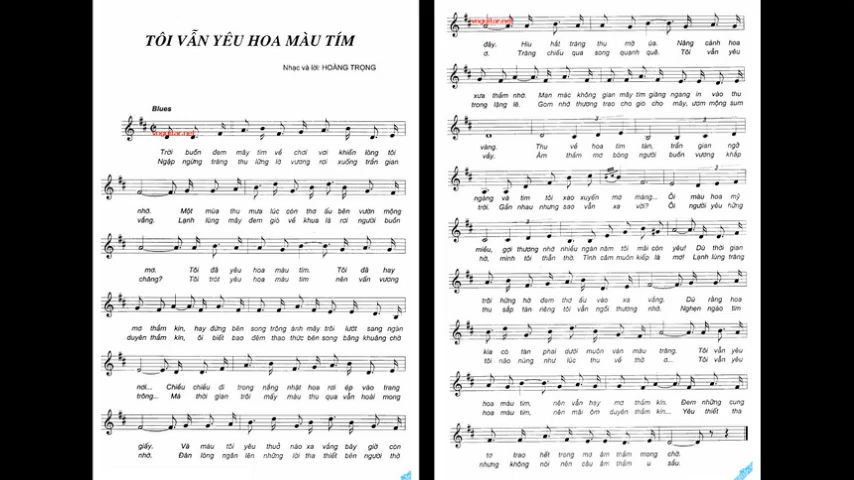 TÔI VẪN YÊU HOA MÀU TÍM
Nhạc và lời: HOÀNG TRỌNG
Blues
voguitar.net
Trời buồn đem mây tím về chơi vơi khiến lòng tôi
Ngập ngừng trăng thu lững lờ vương rơi xuống trần gian
nhớ. Một mùa thu mưa lúc còn thơ ấu bên vườn mộng
vắng. Lạnh lùng mây đem gió về khua lá rơi người buồn
mơ. Tôi đã yêu hoa màu tím. Tôi đã hay
chăng? Tôi trót yêu hoa màu tím nên vấn vương
mơ thầm kín, hay đứng bên song trông ánh mây trôi lướt sang ngàn
duyên thầm kín, ôi biết bao đêm thao thức bên song bâng khuâng chờ
nơi... Chiều chiều đi trong nắng nhặt hoa rơi ép vào trang
trông... Mà thời gian trôi mấy màu thu qua vẫn hoài mong
giấy. Và màu tôi yêu thuở nào xa vắng bây giờ còn
nhớ. Đàn lòng ngân lên những lời tha thiết bên người thờ
voguitar.net
đây. Hiu hắt trăng thu mờ úa. Nâng cánh hoa
ơ. Trăng chiếu qua song quạnh quẽ. Tôi vẫn yêu
xưa thầm nhớ. Man mác không gian mây tím giăng ngang in vào thu
trong lặng lẽ. Gom nhớ thương trao cho gió cho mây, ươm mộng sum
vàng. Thu về hoa tím tàn, trần gian ngỡ
vầy. Âm thầm mơ bóng người buồn vương khắp
ngàng và tim tôi xao xuyến mơ màng... Ôi màu hoa mỹ
trời. Gần nhau nhưng sao vẫn xa vời? Ôi người yêu hững
miều, gợi thương nhớ nhiều ngàn năm tôi mãi còn yêu! Dù thời gian
hờ, mình tôi thẫn thờ. Tình câm muôn kiếp là mơ! Lạnh lùng trăng
trôi hững hờ đem thơ ấu vào xa vắng. Dù rằng hoa
thu sắp tàn riêng tôi vẫn ngồi thương nhớ. Nghẹn ngào tim
kia có tàn phai dưới muôn vàn màu trăng. Tôi vẫn yêu
tôi não nùng như lúc thu về thờ ơ. Tôi vẫn yêu
hoa màu tím, nên vẫn hay mơ thầm kín. Đem những cung
hoa màu tím, nên mãi ôm duyên thầm kín... Yêu thiết tha
tơ trao hết trong mơ âm thầm mong chờ.
nhưng không nói nên câu âm thầm u sầu.